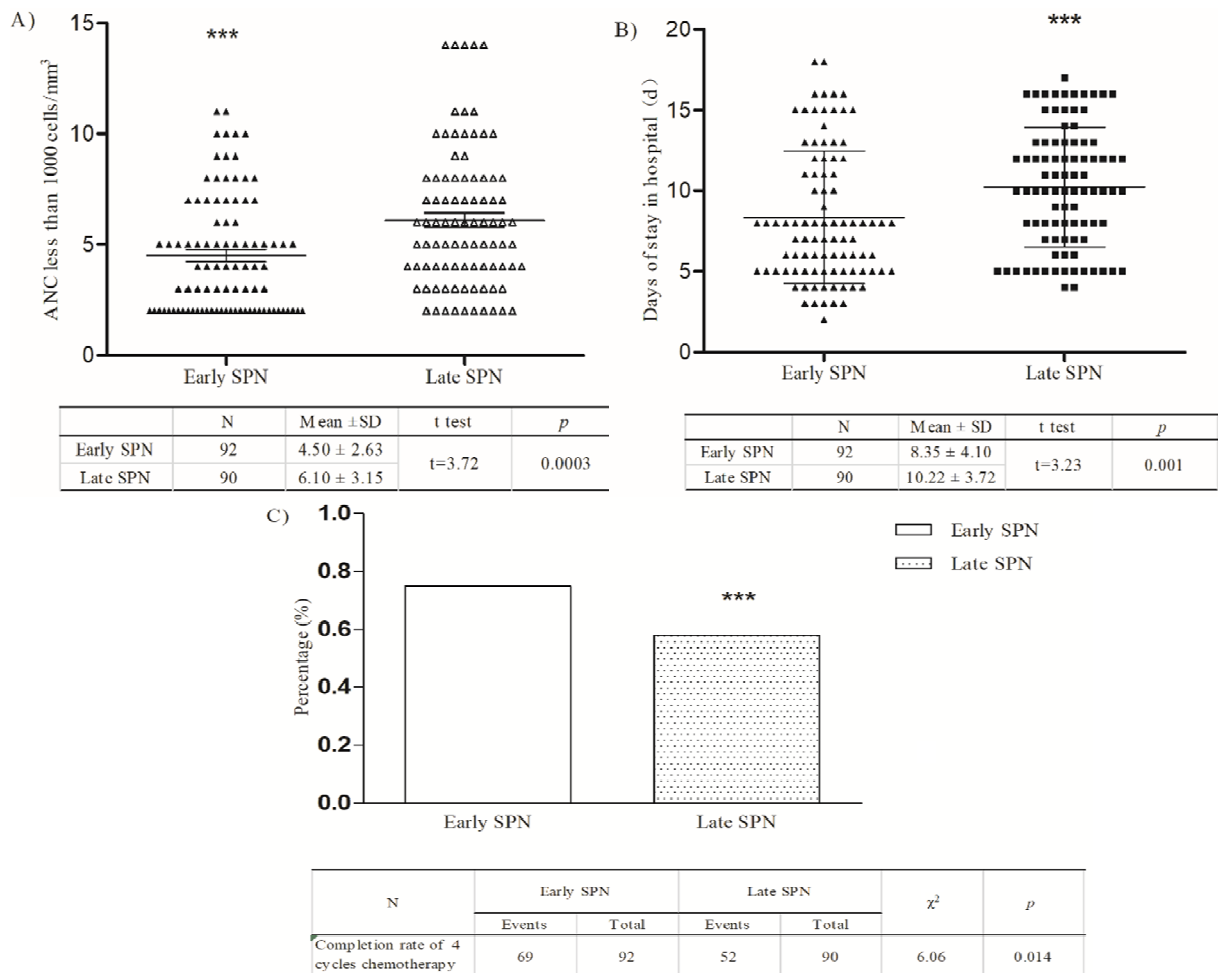 A)
***
ANC less than 1000 cells/mm³
15
10
5
0
Early SPN
Late SPN
N
Mean ±SD
t test
p
Early SPN
92
4.50 ± 2.63
t=3.72
0.0003
Late SPN
90
6.10 ± 3.15
B)
***
Days of stay in hospital (d)
20
15
10
5
0
Early SPN
Late SPN
N
Mean ± SD
t test
p
Early SPN
92
8.35 ± 4.10
t=3.23
0.001
Late SPN
90
10.22 ± 3.72
C)
Percentage (%)
1.0
0.8
0.6
0.4
0.2
0.0
***
Early SPN
Late SPN
Early SPN
Late SPN
N
Early SPN
Late SPN
χ²
p
Events
Total
Events
Total
Completion rate of 4
cycles chemotherapy
69
92
52
90
6.06
0.014